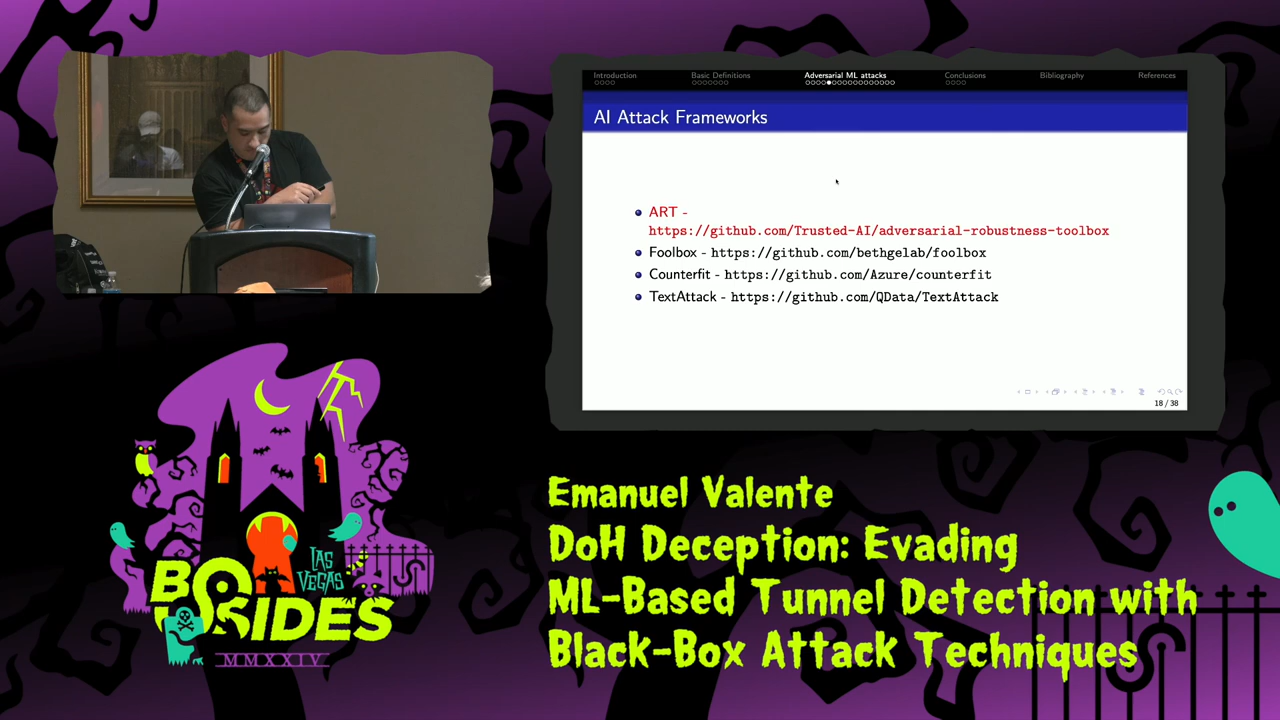 Introduction
Basic Definitions
Adversarial ML attacks
Conclusions
Bibliography
References
AI Attack Frameworks
ART -
https://github.com/Trusted-AI/adversarial-robustness-toolbox
Foolbox - https://github.com/bethgelab/foolbox
Counterfit - https://github.com/Azure/counterfit
TextAttack - https://github.com/QData/TextAttack
18 / 38
LAS
VEGAS
BSIDES
MMXXIV
Emanuel Valente
DoH Deception: Evading
ML-Based Tunnel Detection with
Black-Box Attack Techniques